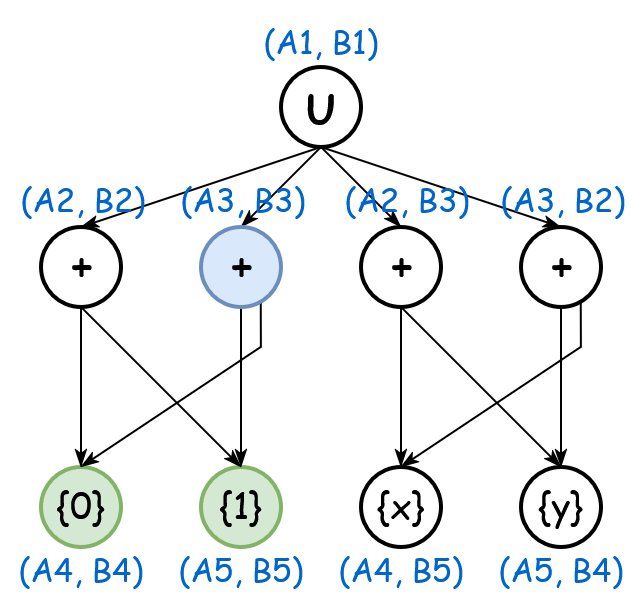 (A1, B1)
U
(A2, B2) (A3, B3) (A2, B3) (A3, B2)
+ + + +
{0} {1} {x} {y}
(A4, B4) (A5, B5) (A4, B5) (A5, B4)